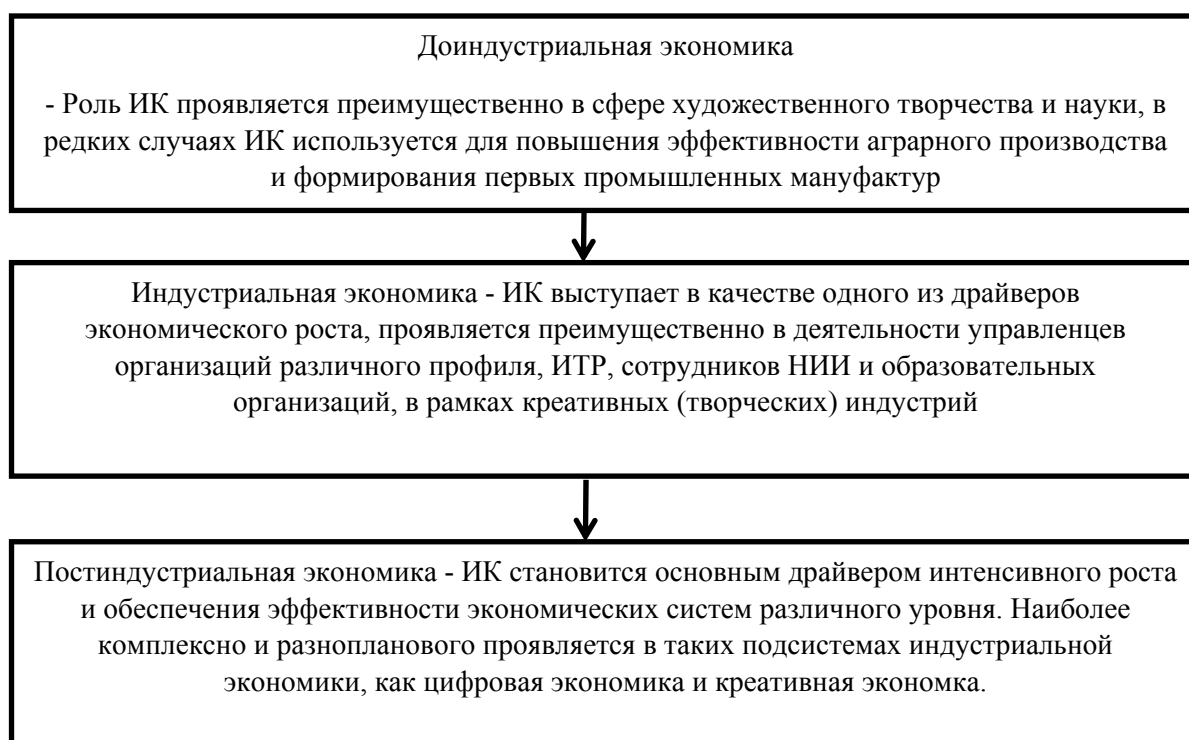 Доиндустриальная экономика
- Роль ИК проявляется преимущественно в сфере художественного творчества и науки, в
редких случаях ИК используется для повышения эффективности аграрного производства
и формирования первых промышленных мануфактур
Индустриальная экономика - ИК выступает в качестве одного из драйверов
экономического роста, проявляется преимущественно в деятельности управленцев
организаций различного профиля, ИТР, сотрудников НИИ и образовательных
организаций, в рамках креативных (творческих) индустрий
Постиндустриальная экономика - ИК становится основным драйвером интенсивного роста
и обеспечения эффективности экономических систем различного уровня. Наиболее
комплексно и разнопланового проявляется в таких подсистемах индустриальной
экономики, как цифровая экономика и креативная экономка.